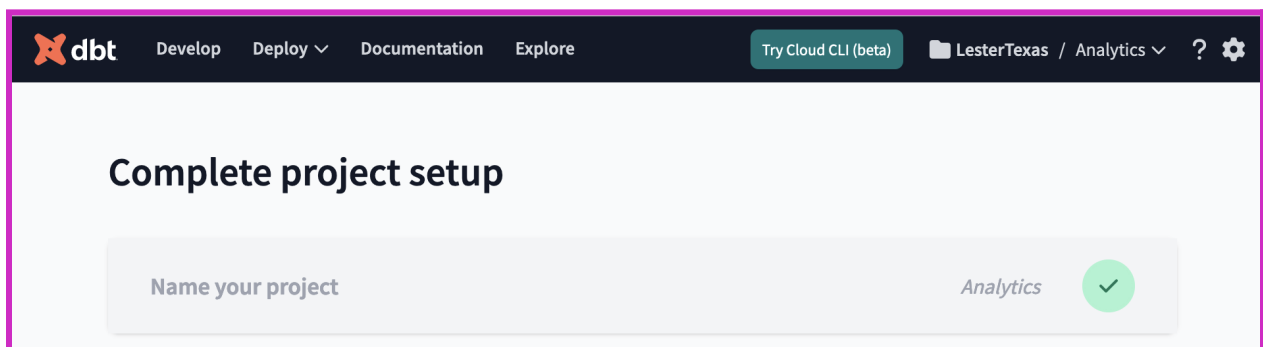 dbt Develop Deploy Documentation Explore Try Cloud CLI (beta) LesterTexas / Analytics ?
Complete project setup
Name your project Analytics